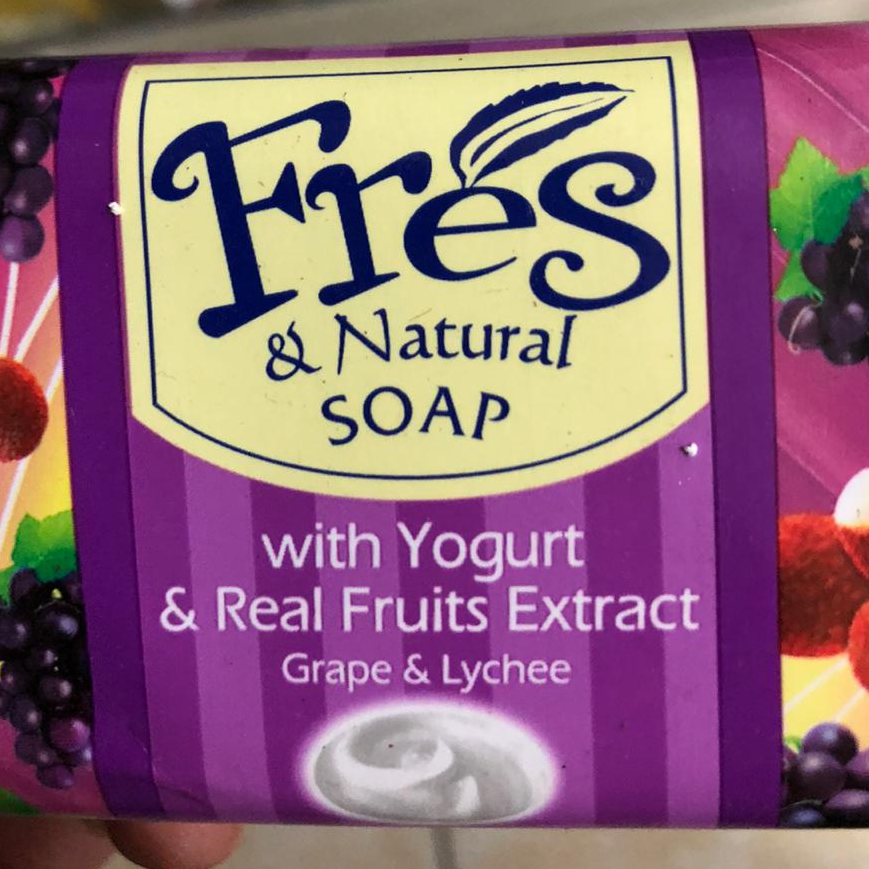 Frés
& Natural
SOAP
with Yogurt
& Real Fruits Extract
Grape & Lychee